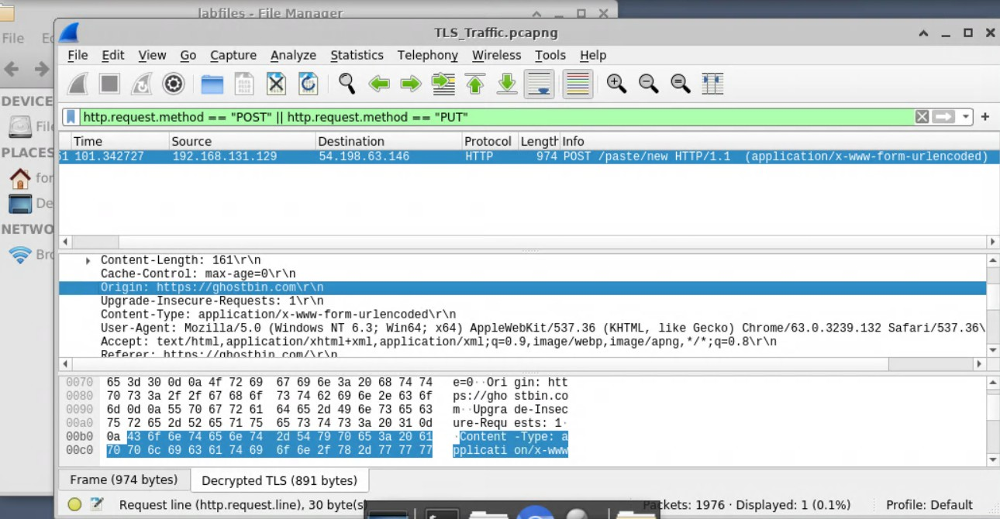 labfiles - File Manager
File
TLS_Traffic.pcapng
File Edit View Go Capture Analyze Statistics Telephony Wireless Tools Help
DEVICE
PLACES
NETWO
http.request.method == "POST" || http.request.method == "PUT"
Time Source Destination Protocol Length Info
51 101.342727 192.168.131.129 54.198.63.146 HTTP 974 POST /paste/new HTTP/1.1 (application/x-www-form-urlencoded)
Content-Length: 161\r\n
Cache-Control: max-age=0\r\n
Origin: https://ghostbin.com\r\n
Upgrade-Insecure-Requests: 1\r\n
Content-Type: application/x-www-form-urlencoded\r\n
User-Agent: Mozilla/5.0 (Windows NT 6.3; Win64; x64) AppleWebKit/537.36 (KHTML, like Gecko) Chrome/63.0.3239.132 Safari/537.36\
Accept: text/html,application/xhtml+xml,application/xml;q=0.9,image/webp,image/apng,*/*;q=0.8\r\n
Referer: https://ghostbin.com/\r\n
0070 65 3d 30 0d 0a 4f 72 69 67 69 6e 3a 20 68 74 74 e=0··Ori gin: htt
0080 70 73 3a 2f 2f 67 68 6f 73 74 62 69 6e 2e 63 6f ps://gho stbin.co
0090 6d 0d 0a 55 70 67 72 61 64 65 2d 49 6e 73 65 63 m··Upgra de-Insec
00a0 75 72 65 2d 52 65 71 75 65 73 74 73 3a 20 31 0d ure-Requ ests: 1·
00b0 0a 43 6f 6e 74 65 6e 74 2d 54 79 70 65 3a 20 61 ·Content -Type: a
00c0 70 70 6c 69 63 61 74 69 6f 6e 2f 78 2d 77 77 77 pplicati on/x-www
Frame (974 bytes) Decrypted TLS (891 bytes)
Request line (http.request.line), 30 byte(s) Packets: 1976 · Displayed: 1 (0.1%) Profile: Default